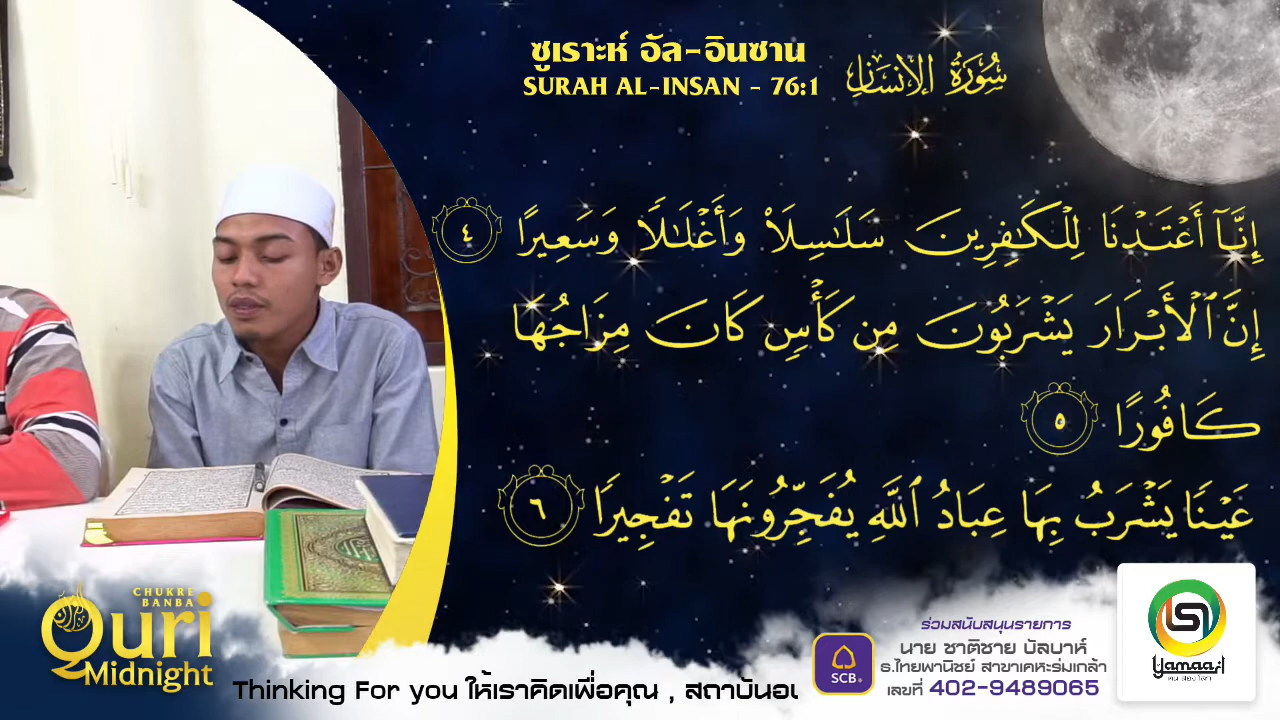 ซูเราะห์ อัล-อินซาน
SURAH AL-INSAN - 76:1
سُورَةُ الإِنسَانِ
إِنَّآ أَعْتَدْنَا لِلْكَٰفِرِينَ سَلَٰسِلَا۟ وَأَغْلَٰلًا وَسَعِيرًا ٤
إِنَّ ٱلْأَبْرَارَ يَشْرَبُونَ مِن كَأْسٍ كَانَ مِزَاجُهَا
كَافُورًا ٥
عَيْنًا يَشْرَبُ بِهَا عِبَادُ ٱللَّهِ يُفَجِّرُونَهَا تَفْجِيرًا ٦
CHUKRE
BANBA
Quri
Midnight
Thinking For you ให้เราคิดเพื่อคุณ , สถาบันอบ
SCB
ร่วมสนับสนุนรายการ
นาย ชาติชาย บัลบาห์
ธ.ไทยพานิชย์ สาขาเคหะร่มเกล้า
เลขที่ 402-9489065
Yamaart